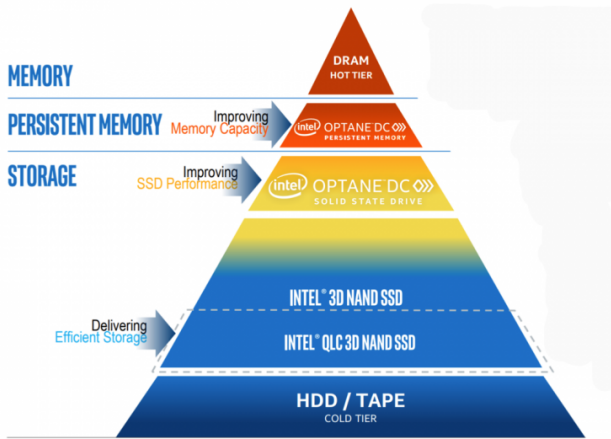 DRAM
HOT TIER
MEMORY
PERSISTENT MEMORY
Improving
Memory Capacity
intel OPTANE DC
PERSISTENT MEMORY
STORAGE
Improving
SSD Performance
intel OPTANE DC
SOLID STATE DRIVE
INTEL® 3D NAND SSD
Delivering
Efficient Storage
INTEL® QLC 3D NAND SSD
HDD / TAPE
COLD TIER